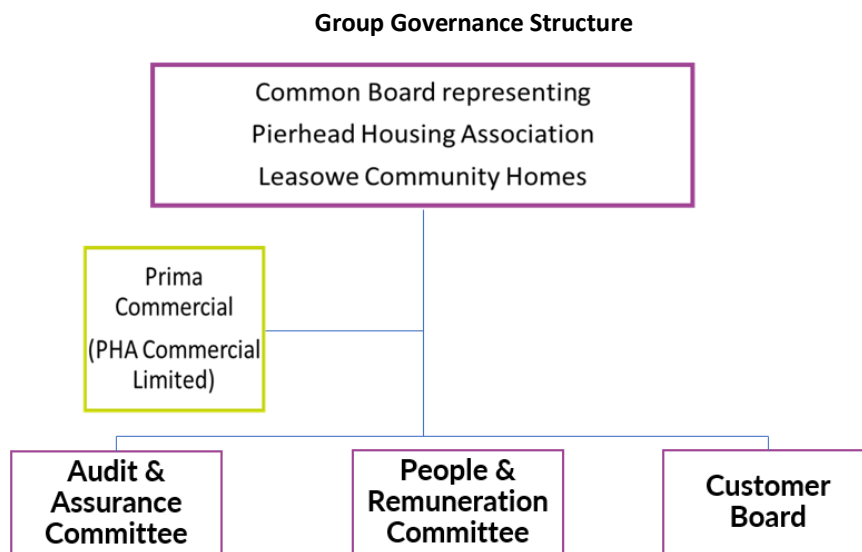 Group Governance Structure
Common Board representing
Pierhead Housing Association
Leasowe Community Homes
Prima
Commercial
(PHA Commercial
Limited)
Audit &
Assurance
Committee
People &
Remuneration
Committee
Customer
Board